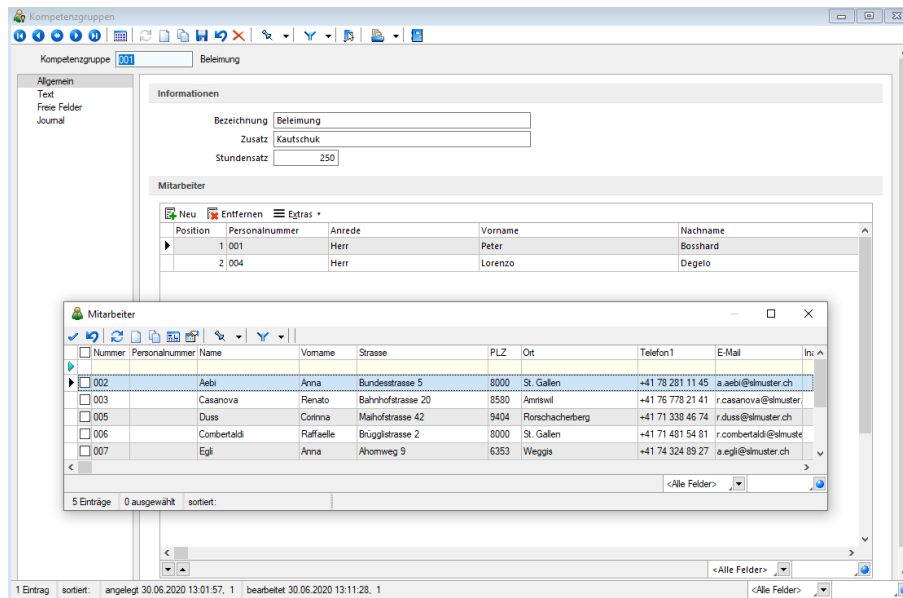 Kompetenzgruppen
Kompetenzgruppe 001 Beleimung
Allgemein
Text
Freie Felder
Journal
Informationen
Bezeichnung Beleimung
Zusatz Kautschuk
Stundensatz 250
Mitarbeiter
Neu Entfernen Extras
Position Personalnummer Anrede Vorname Nachname
1 001 Herr Peter Bosshard
2 004 Herr Lorenzo Degelo
Mitarbeiter
Nummer Personalnummer Name Vorname Strasse PLZ Ort Telefon1 E-Mail Ina
002 Aebi Anna Bundesstrasse 5 8000 St. Gallen +41 78 281 11 45 a.aebi@slmuster.ch
003 Casanova Renato Bahnhofstrasse 20 8580 Amriswil +41 76 778 21 41 r.casanova@slmuster.
005 Duss Corinna Maihofstrasse 42 9404 Rorschacherberg +41 71 338 46 74 r.duss@slmuster.ch
006 Combertaldi Raffaelle Brügglistrasse 2 8000 St. Gallen +41 71 481 54 81 r.combertaldi@slmuste
007 Egli Anna Ahornweg 9 6353 Weggis +41 74 324 89 27 a.egli@slmuster.ch
<Alle Felder>
5 Einträge 0 ausgewählt sortiert:
<Alle Felder>
1 Eintrag sortiert: angelegt 30.06.2020 13:01:57, 1 bearbeitet 30.06.2020 13:11:28, 1 <Alle Felder>